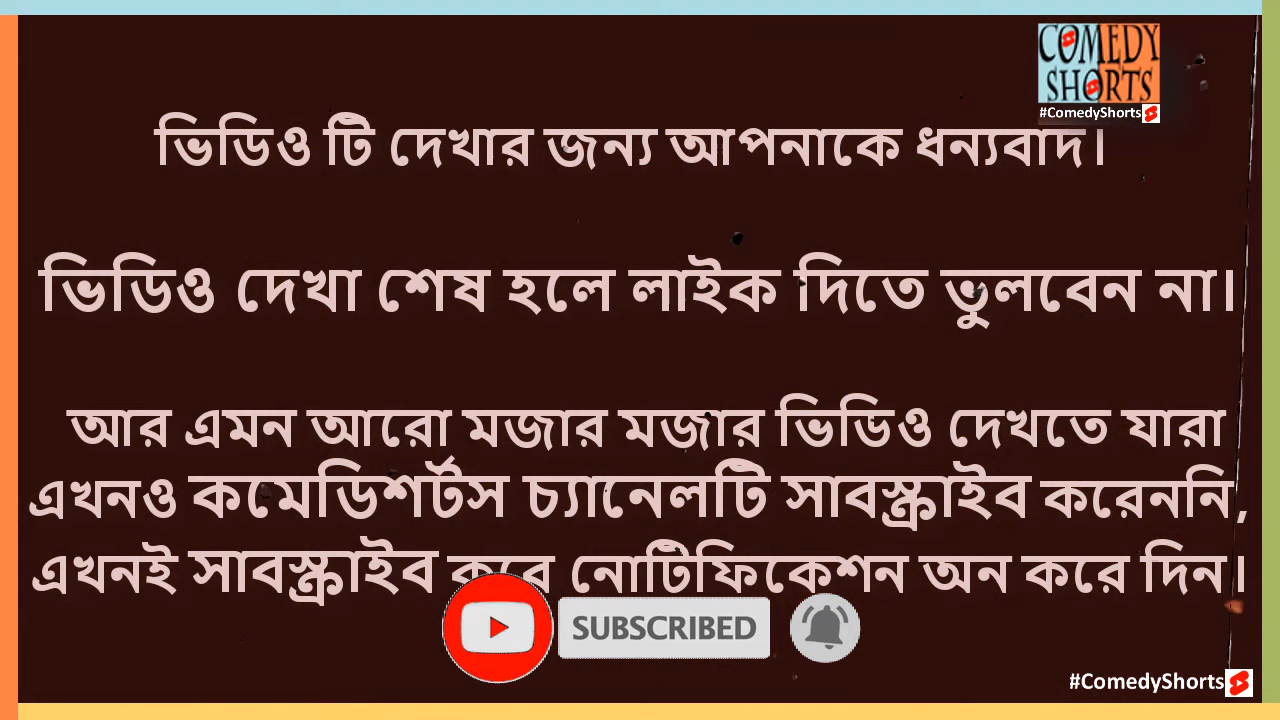 COMEDY
SHORTS
#ComedyShorts
ভিডিও টি দেখার জন্য আপনাকে ধন্যবাদ।
ভিডিও দেখা শেষ হলে লাইক দিতে ভুলবেন না।
আর এমন আরো মজার মজার ভিডিও দেখতে যারা
এখনও কমেডিশর্টস চ্যানেলটি সাবস্ক্রাইব করেননি,
এখনই সাবস্ক্রাইব করে নোটিফিকেশন অন করে দিন।
SUBSCRIBED
#ComedyShorts